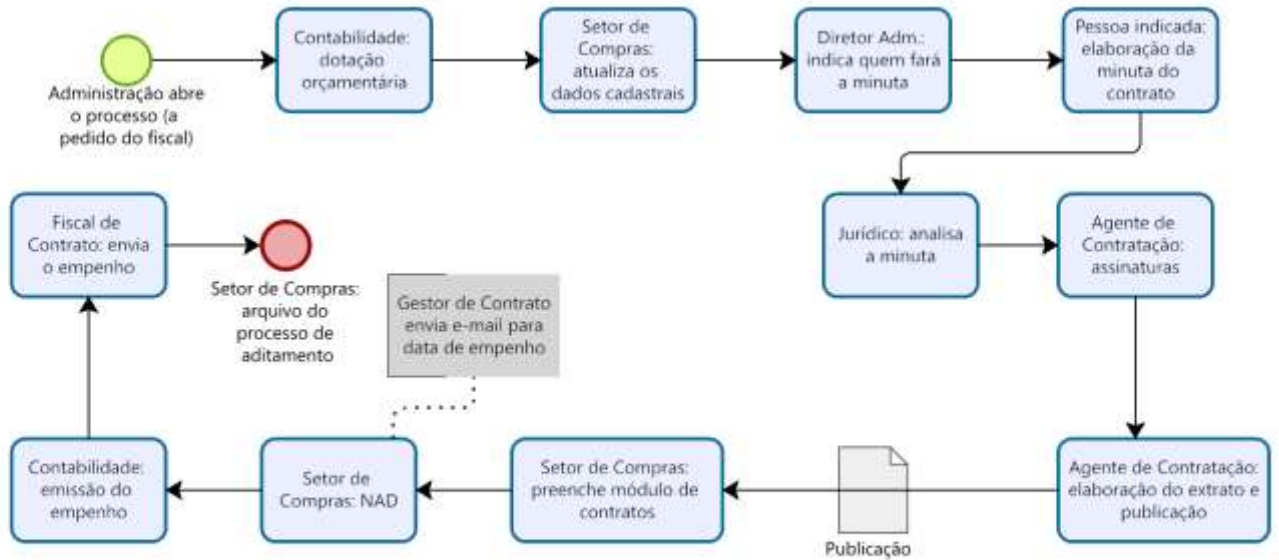 Administração abre
o processo (a
pedido do fiscal)
Contabilidade:
dotação
orçamentária
Setor de
Compras:
atualiza os
dados cadastrais
Diretor Adm.:
indica quem fará
a minuta
Pessoa indicada:
elaboração da
minuta do
contrato
Jurídico: analisa
a minuta
Agente de
Contratação:
assinaturas
Agente de Contratação:
elaboração do extrato e
publicação
Publicação
Setor de Compras:
preenche módulo de
contratos
Setor de
Compras: NAD
Gestor de Contrato
envia e-mail para
data de empenho
Contabilidade:
emissão do
empenho
Fiscal de
Contrato: envia
o empenho
Setor de Compras:
arquivo do
processo de
aditamento